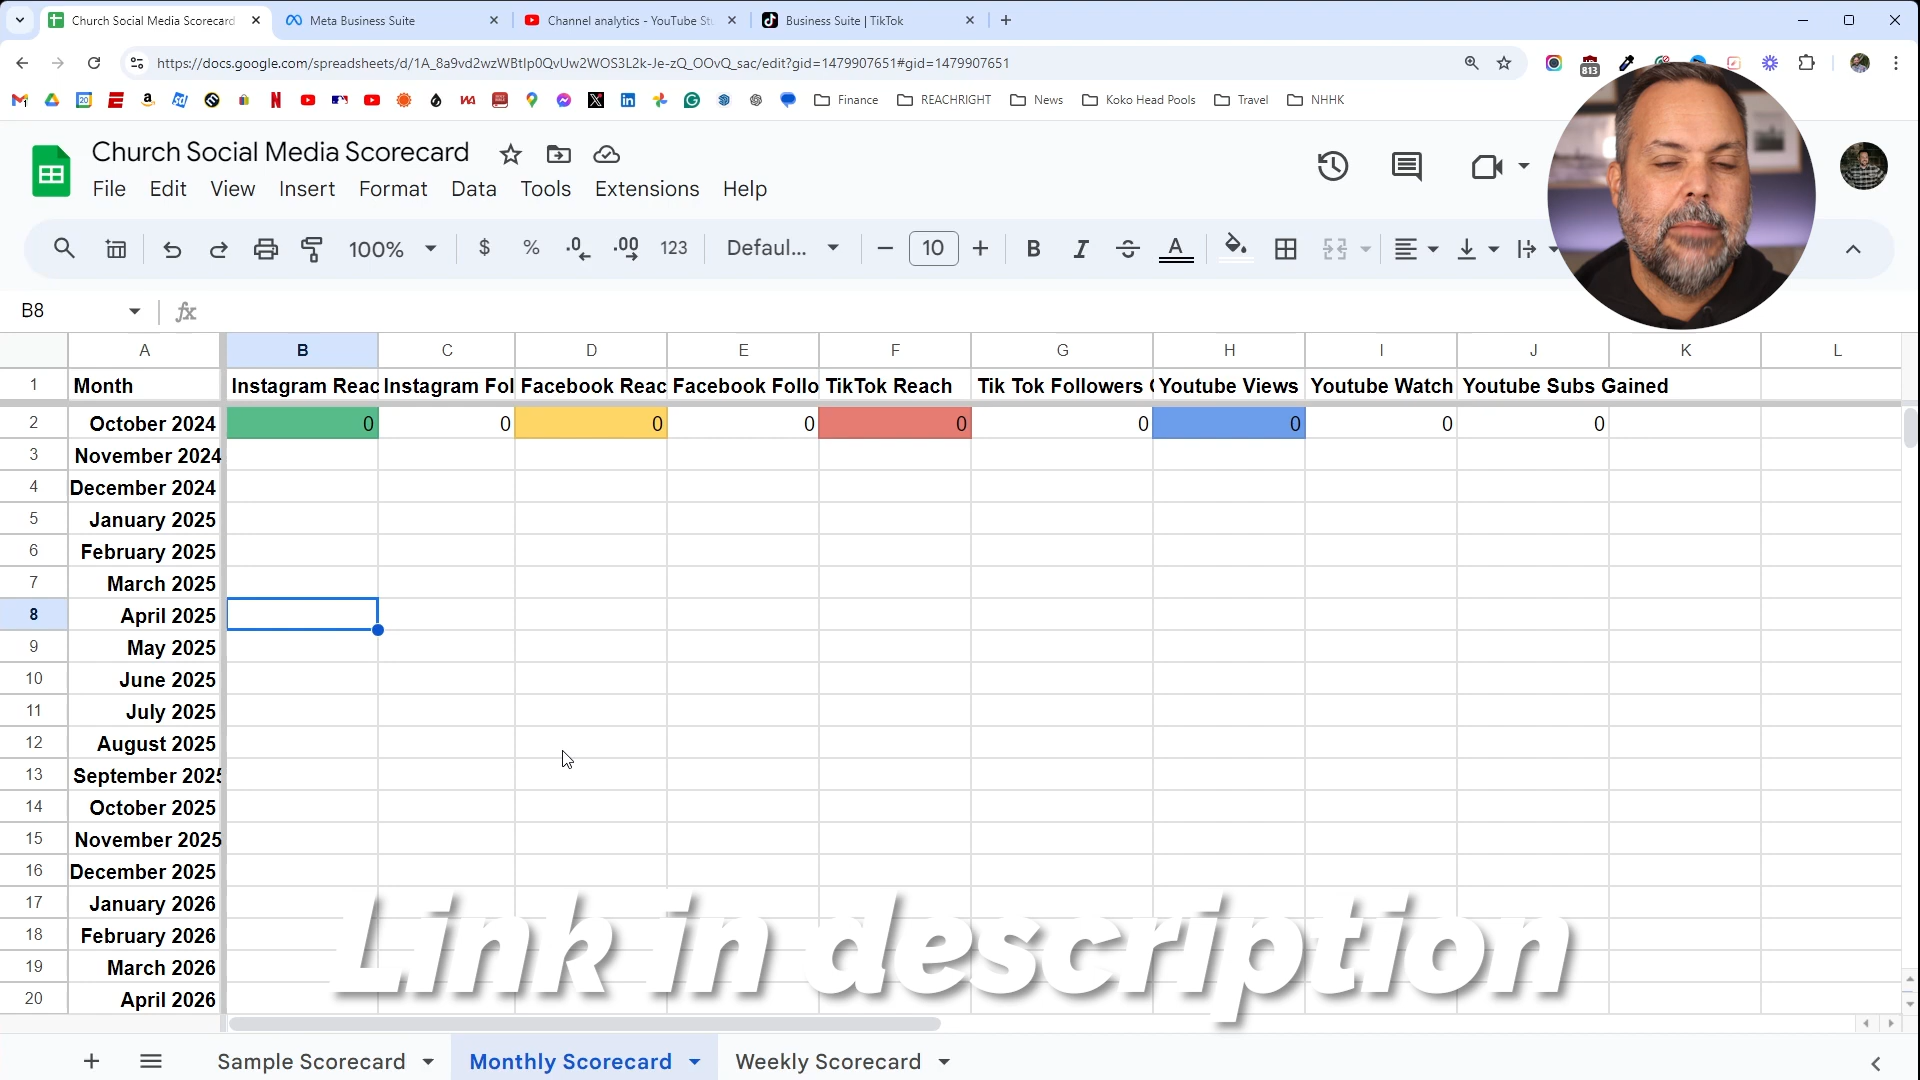 Church Social Media Scorecard
Meta Business Suite
Channel analytics - YouTube Stu
Business Suite | TikTok
https://docs.google.com/spreadsheets/d/1A_8a9vd2wzWBtlp0QvUw2WOS3L2k-Je-zQ_OOvQ_sac/edit?gid=1479907651#gid=1479907651
813
Finance
REACHRIGHT
News
Koko Head Pools
Travel
NHHK
Church Social Media Scorecard
File Edit View Insert Format Data Tools Extensions Help
100% $ % .0 .00 123 Defaul... 10 B I A
B8 fx
A B C D E F G H I J K L
1 Month Instagram Reac Instagram Fol Facebook Reac Facebook Follo TikTok Reach Tik Tok Followers Youtube Views Youtube Watch Youtube Subs Gained
2 October 2024 0 0 0 0 0 0 0 0 0
3 November 2024
4 December 2024
5 January 2025
6 February 2025
7 March 2025
8 April 2025
9 May 2025
10 June 2025
11 July 2025
12 August 2025
13 September 2025
14 October 2025
15 November 2025
16 December 2025
17 January 2026
18 February 2026
19 March 2026
20 April 2026
Link in description
Sample Scorecard
Monthly Scorecard
Weekly Scorecard